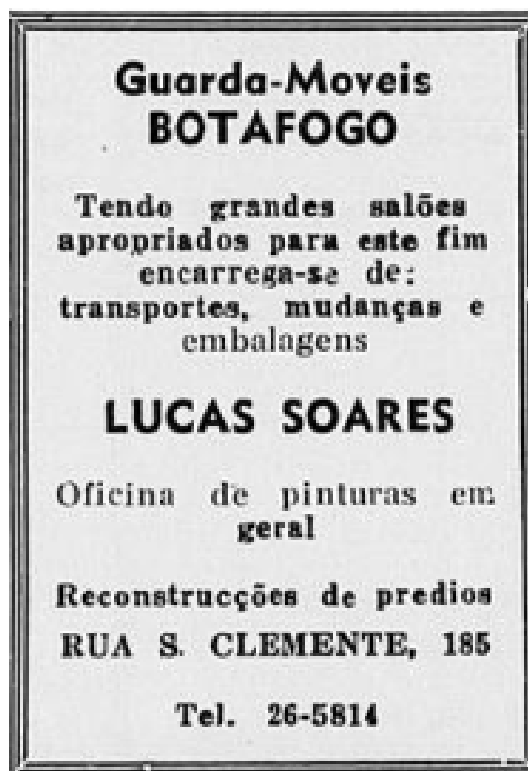 Guarda-Moveis
BOTAFOGO
Tendo grandes salões
apropriados para este fim
encarrega-se de:
transportes, mudanças e
embalagens
LUCAS SOARES
Oficina de pinturas em
geral
Reconstrucções de predios
RUA S. CLEMENTE, 185
Tel. 26-5814